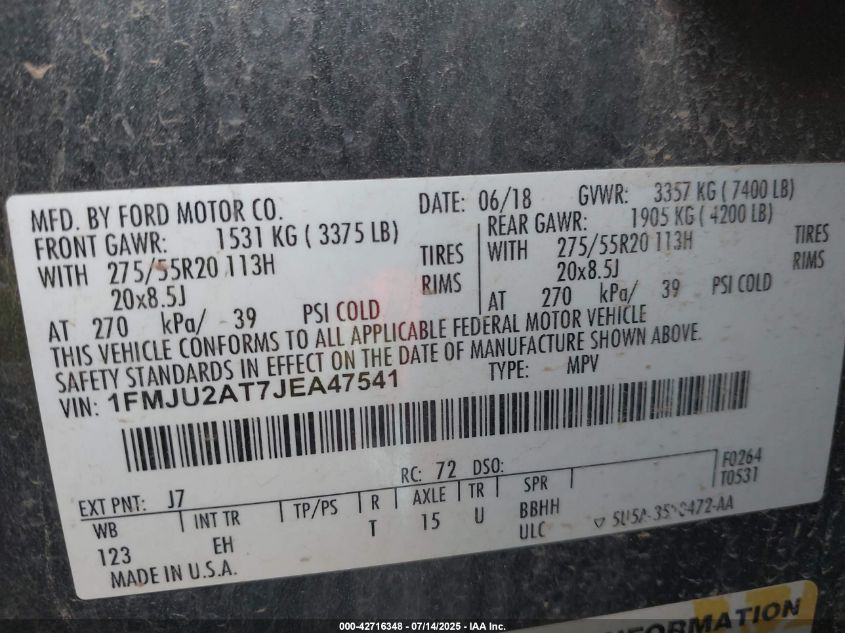 MFD. BY FORD MOTOR CO.
DATE: 06/18 GVWR: 3357 KG ( 7400 LB)
FRONT GAWR: 1531 KG ( 3375 LB)
REAR GAWR: 1905 KG ( 4200 LB)
WITH 275/55R20 113H TIRES
WITH 275/55R20 113H TIRES
20x8.5J RIMS
20x8.5J RIMS
AT 270 kPa/ 39 PSI COLD
AT 270 kPa/ 39 PSI COLD
THIS VEHICLE CONFORMS TO ALL APPLICABLE FEDERAL MOTOR VEHICLE
SAFETY STANDARDS IN EFFECT ON THE DATE OF MANUFACTURE SHOWN ABOVE.
VIN: 1FMJU2AT7JEA47541 TYPE: MPV
F0264
T0531
RC: 72 DSO:
EXT PNT: J7
WB INT TR TP/PS R AXLE TR SPR
123 EH T 15 U BBHH
ULC
MADE IN U.S.A.
INFORMATION
000-42716348 - 07/14/2025 - IAA Inc.